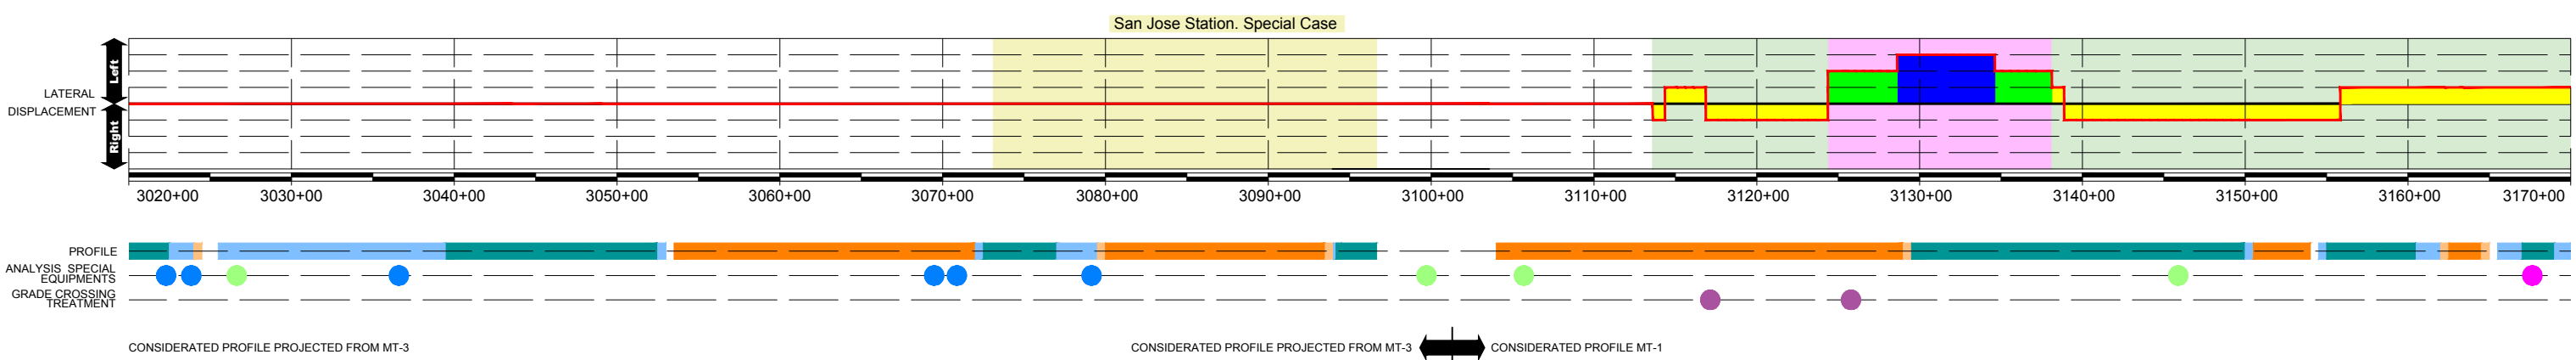 San Jose Station. Special Case
Left
LATERAL
DISPLACEMENT
Right
3020+00 3030+00 3040+00 3050+00 3060+00 3070+00 3080+00 3090+00 3100+00 3110+00 3120+00 3130+00 3140+00 3150+00 3160+00 3170+00
PROFILE
ANALYSIS SPECIAL
EQUIPMENTS
GRADE CROSSING
TREATMENT
CONSIDERATED PROFILE PROJECTED FROM MT-3 CONSIDERATED PROFILE PROJECTED FROM MT-3 CONSIDERATED PROFILE MT-1